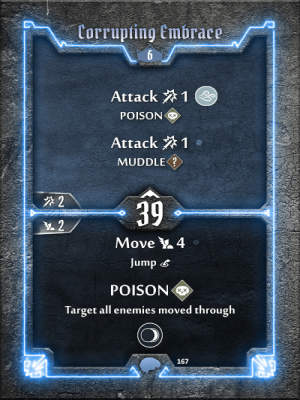 Corrupting Embrace
6
Attack 1
POISON
Attack 1
MUDDLE
2
39
2
Move 4
Jump
POISON
Target all enemies moved through
167